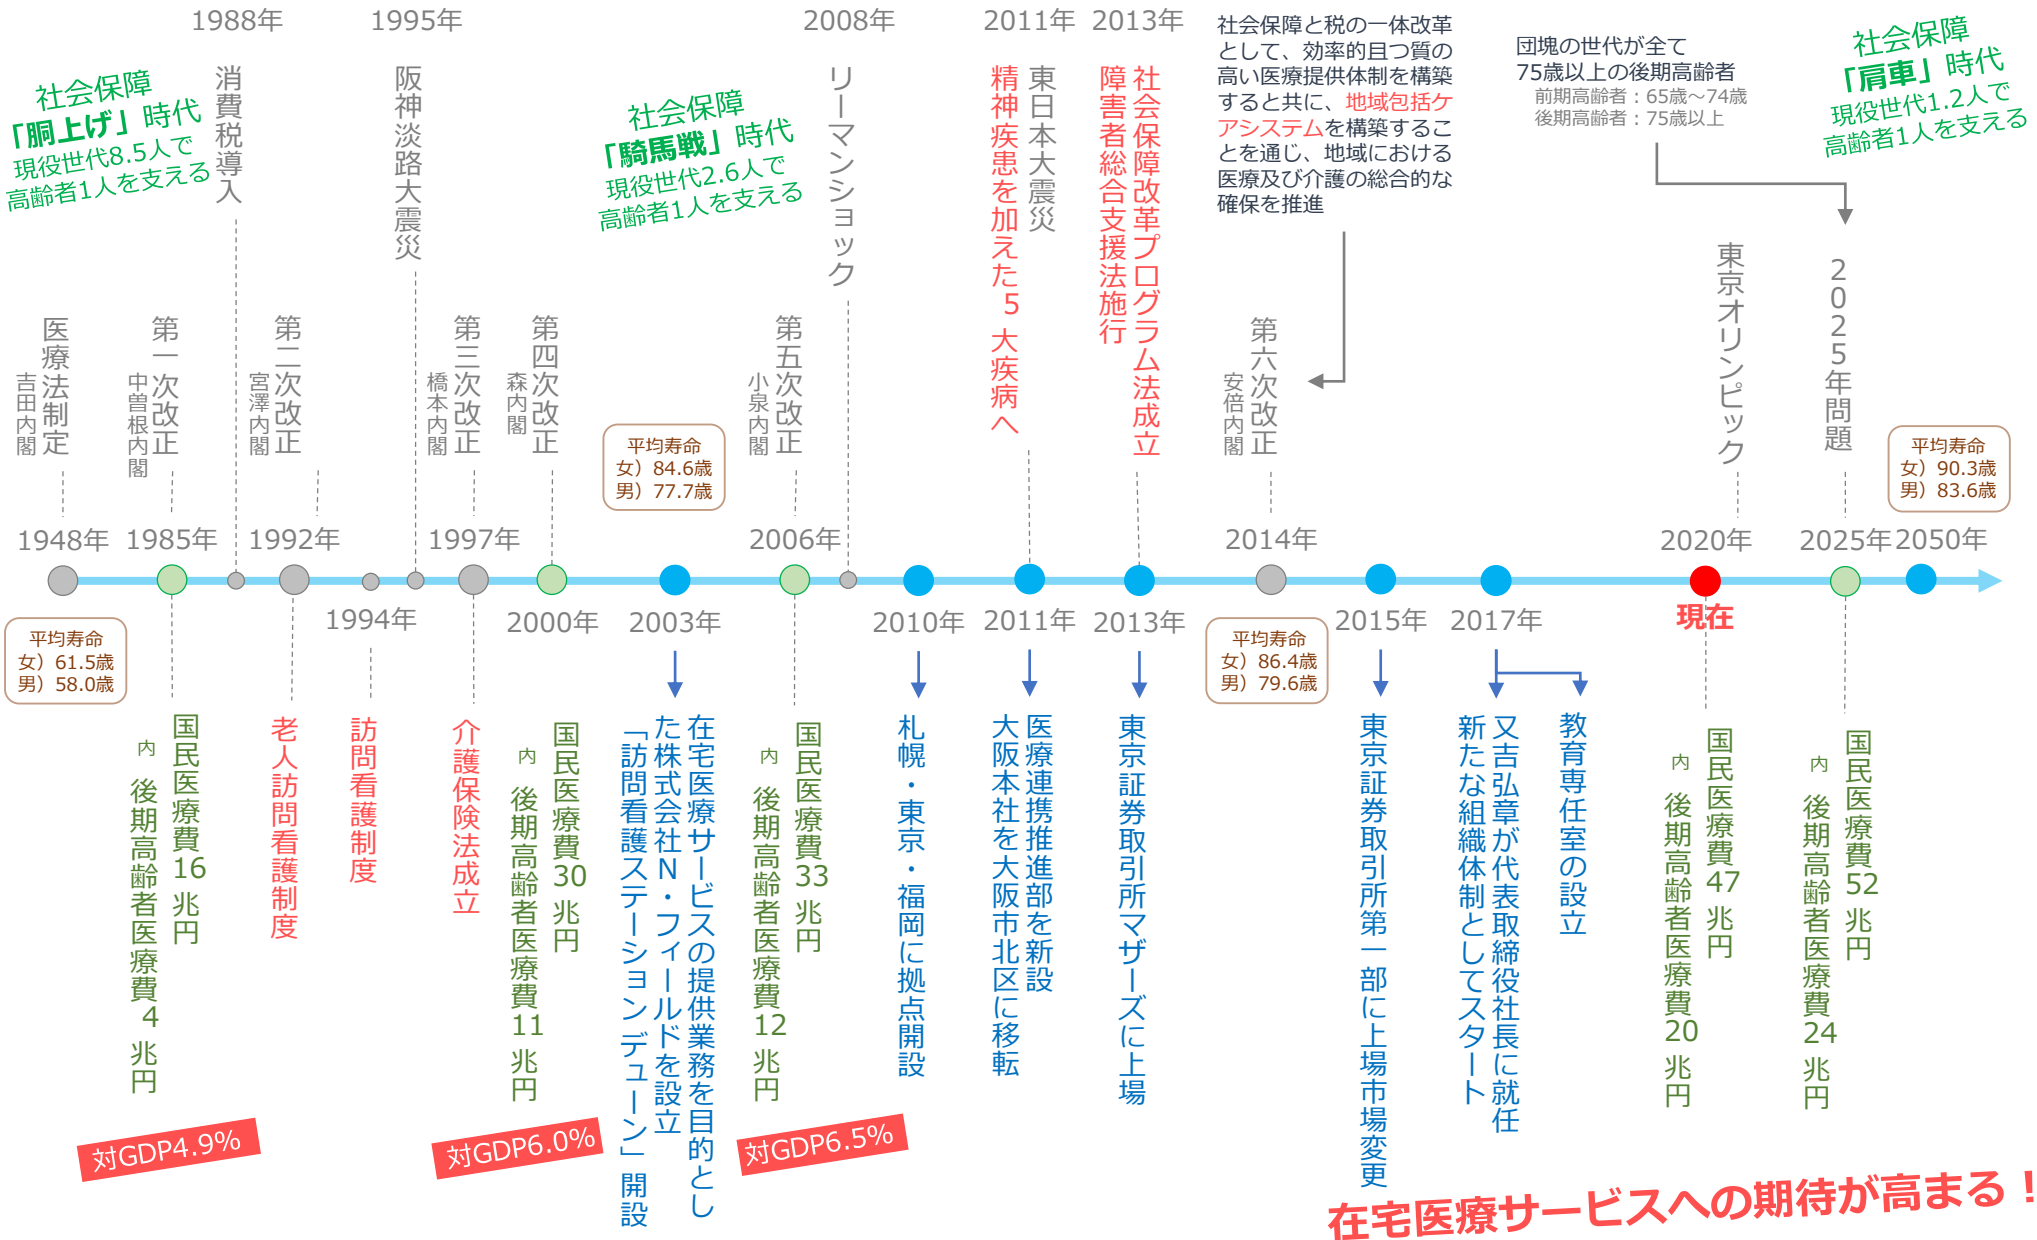 1988年
1995年
2008年
2011年
2013年
社会保障
「胴上げ」時代
現役世代8.5人で
高齢者1人を支える
消費税導入
阪神淡路大震災
社会保障
「騎馬戦」時代
現役世代2.6人で
高齢者1人を支える
リーマンショック
東日本大震災
精神疾患を加えた5大疾病へ
社会保障改革プログラム法成立
障害者総合支援法施行
社会保障と税の一体改革
として、効率的且つ質の
高い医療提供体制を構築
すると共に、地域包括ケ
アシステムを構築するこ
とを通じ、地域における
医療及び介護の総合的な
確保を推進
団塊の世代が全て
75歳以上の後期高齢者
前期高齢者：65歳～74歳
後期高齢者：75歳以上
社会保障
「肩車」時代
現役世代1.2人で
高齢者1人を支える
医療法制定
吉田内閣
第一次改正
中曽根内閣
第二次改正
宮澤内閣
第三次改正
橋本内閣
第四次改正
森内閣
第五次改正
小泉内閣
第六次改正
安倍内閣
東京オリンピック
2025年問題
平均寿命
女）84.6歳
男）77.7歳
平均寿命
女）90.3歳
男）83.6歳
1948年
1985年
1992年
1997年
2006年
2014年
2020年
2025年
2050年
1994年
2000年
2003年
2010年
2011年
2013年
2015年
2017年
現在
平均寿命
女）61.5歳
男）58.0歳
平均寿命
女）86.4歳
男）79.6歳
国民医療費16兆円
内 後期高齢者医療費4兆円
老人訪問看護制度
訪問看護制度
介護保険法成立
国民医療費30兆円
内 後期高齢者医療費11兆円
在宅医療サービスの提供業務を目的とし
た株式会社N・フィールドを設立
「訪問看護ステーション デューン」開設
国民医療費33兆円
内 後期高齢者医療費12兆円
札幌・東京・福岡に拠点開設
医療連携推進部を新設
大阪本社を大阪市北区に移転
東京証券取引所マザーズに上場
東京証券取引所第一部に上場市場変更
又吉弘章が代表取締役社長に就任
新たな組織体制としてスタート
教育専任室の設立
国民医療費47兆円
内 後期高齢者医療費20兆円
国民医療費52兆円
内 後期高齢者医療費24兆円
対GDP4.9%
対GDP6.0%
対GDP6.5%
在宅医療サービスへの期待が高まる！